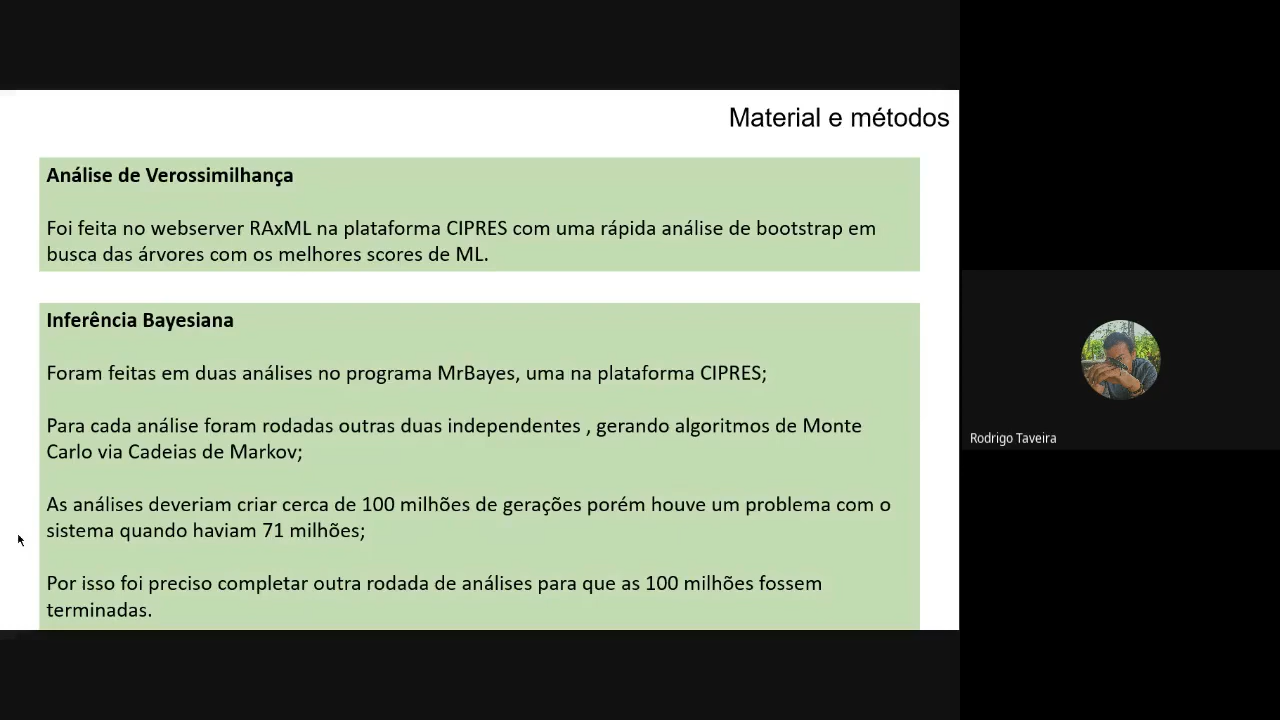 Material e métodos
Análise de Verossimilhança
Foi feita no webserver RAxML na plataforma CIPRES com uma rápida análise de bootstrap em
busca das árvores com os melhores scores de ML.
Inferência Bayesiana
Foram feitas em duas análises no programa MrBayes, uma na plataforma CIPRES;
Para cada análise foram rodadas outras duas independentes , gerando algoritmos de Monte
Carlo via Cadeias de Markov;
As análises deveriam criar cerca de 100 milhões de gerações porém houve um problema com o
sistema quando haviam 71 milhões;
Por isso foi preciso completar outra rodada de análises para que as 100 milhões fossem
terminadas.
Rodrigo Taveira